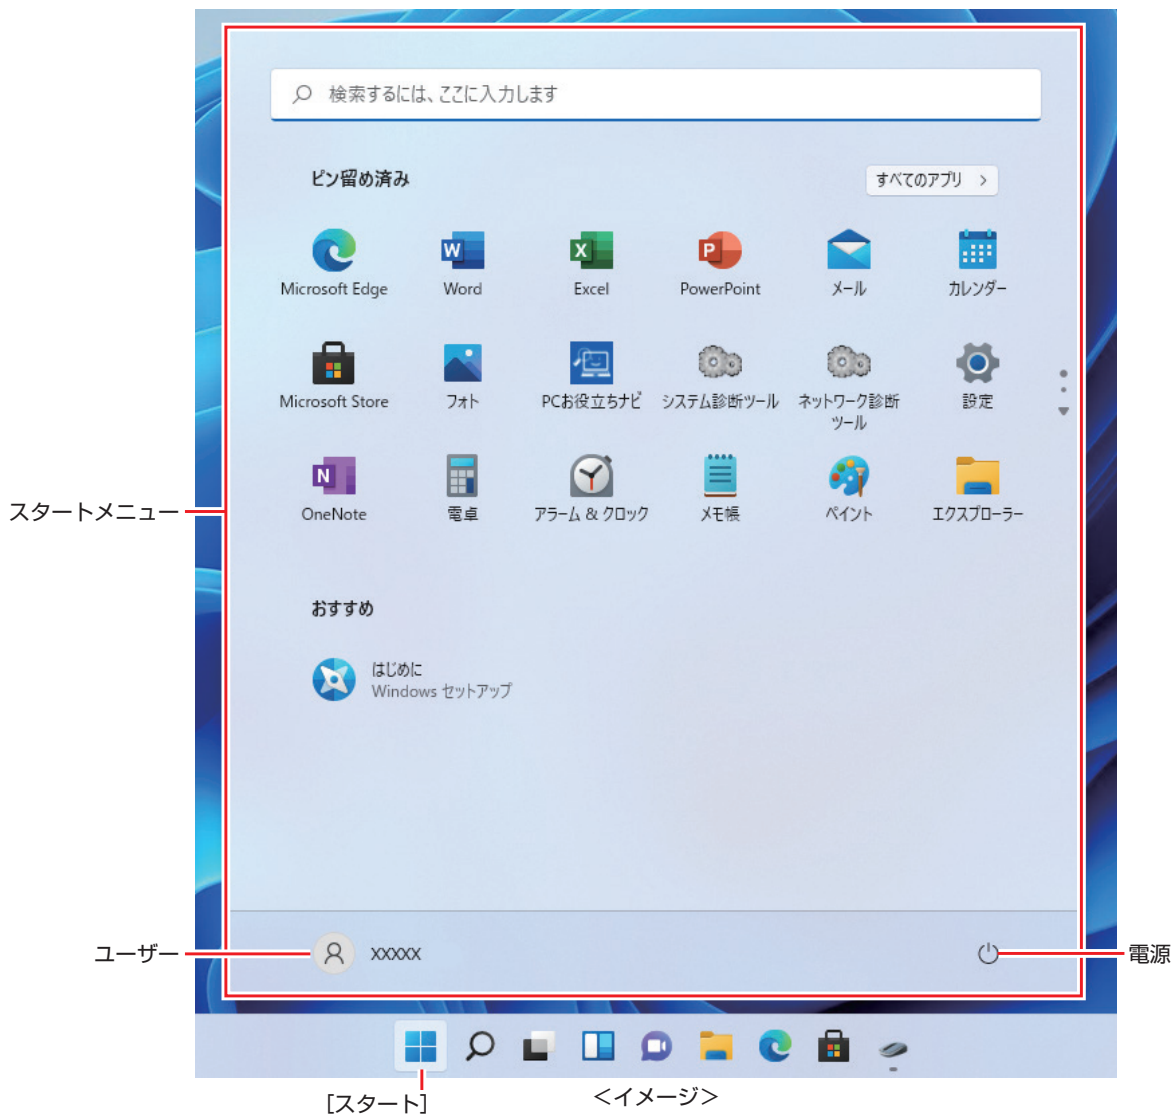 検索するには、ここに入力します
ピン留め済み
すべてのアプリ >
Microsoft Edge
Word
Excel
PowerPoint
メール
カレンダー
Microsoft Store
フォト
PCお役立ちナビ
システム診断ツール
ネットワーク診断
ツール
設定
スタートメニュー
OneNote
電卓
アラーム & クロック
メモ帳
ペイント
エクスプローラー
おすすめ
はじめに
Windows セットアップ
ユーザー
XXXXX
電源
[スタート]
＜イメージ＞